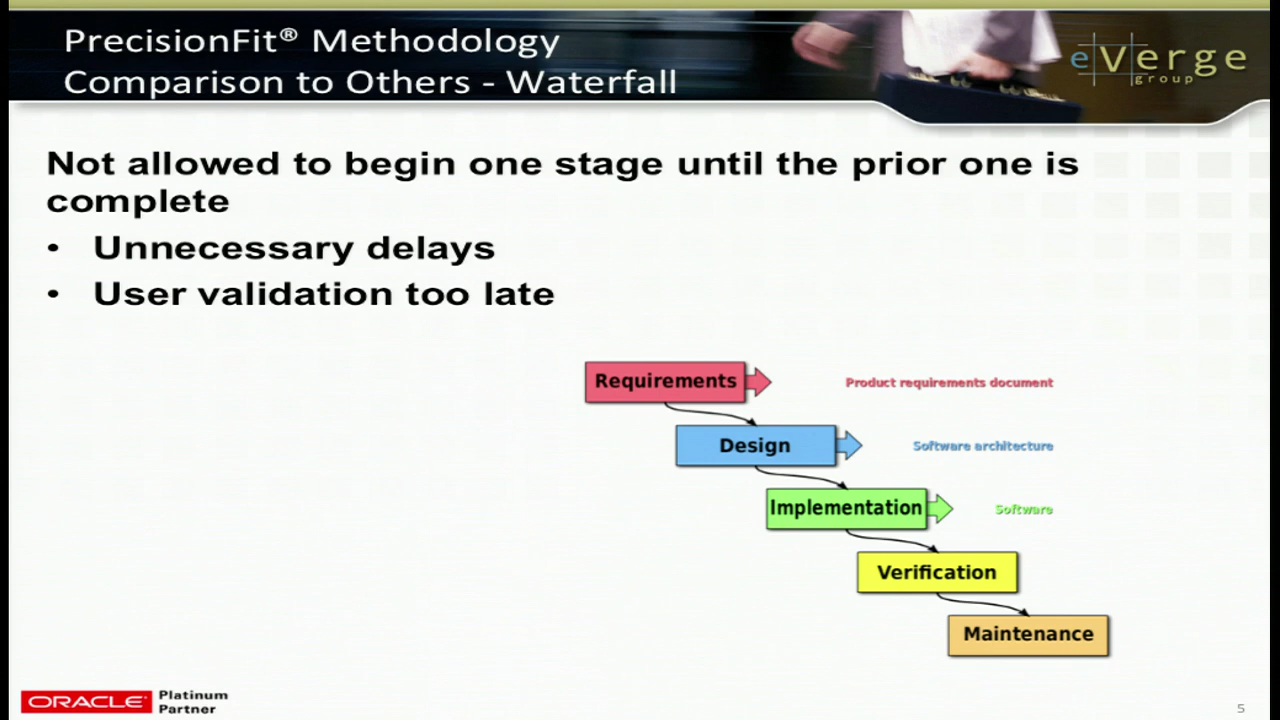 PrecisionFit® Methodology
Comparison to Others - Waterfall
eVerge
group
Not allowed to begin one stage until the prior one is
complete
• Unnecessary delays
• User validation too late
Requirements
Product requirements document
Design
Software architecture
Implementation
Software
Verification
Maintenance
ORACLE®
Platinum
Partner
5